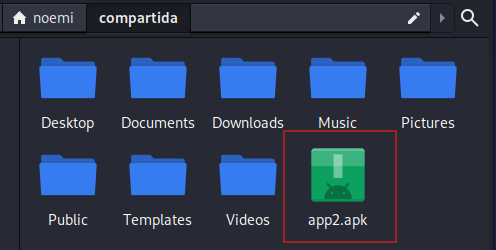 noemi compartida
Desktop Documents Downloads Music Pictures
Public Templates Videos app2.apk